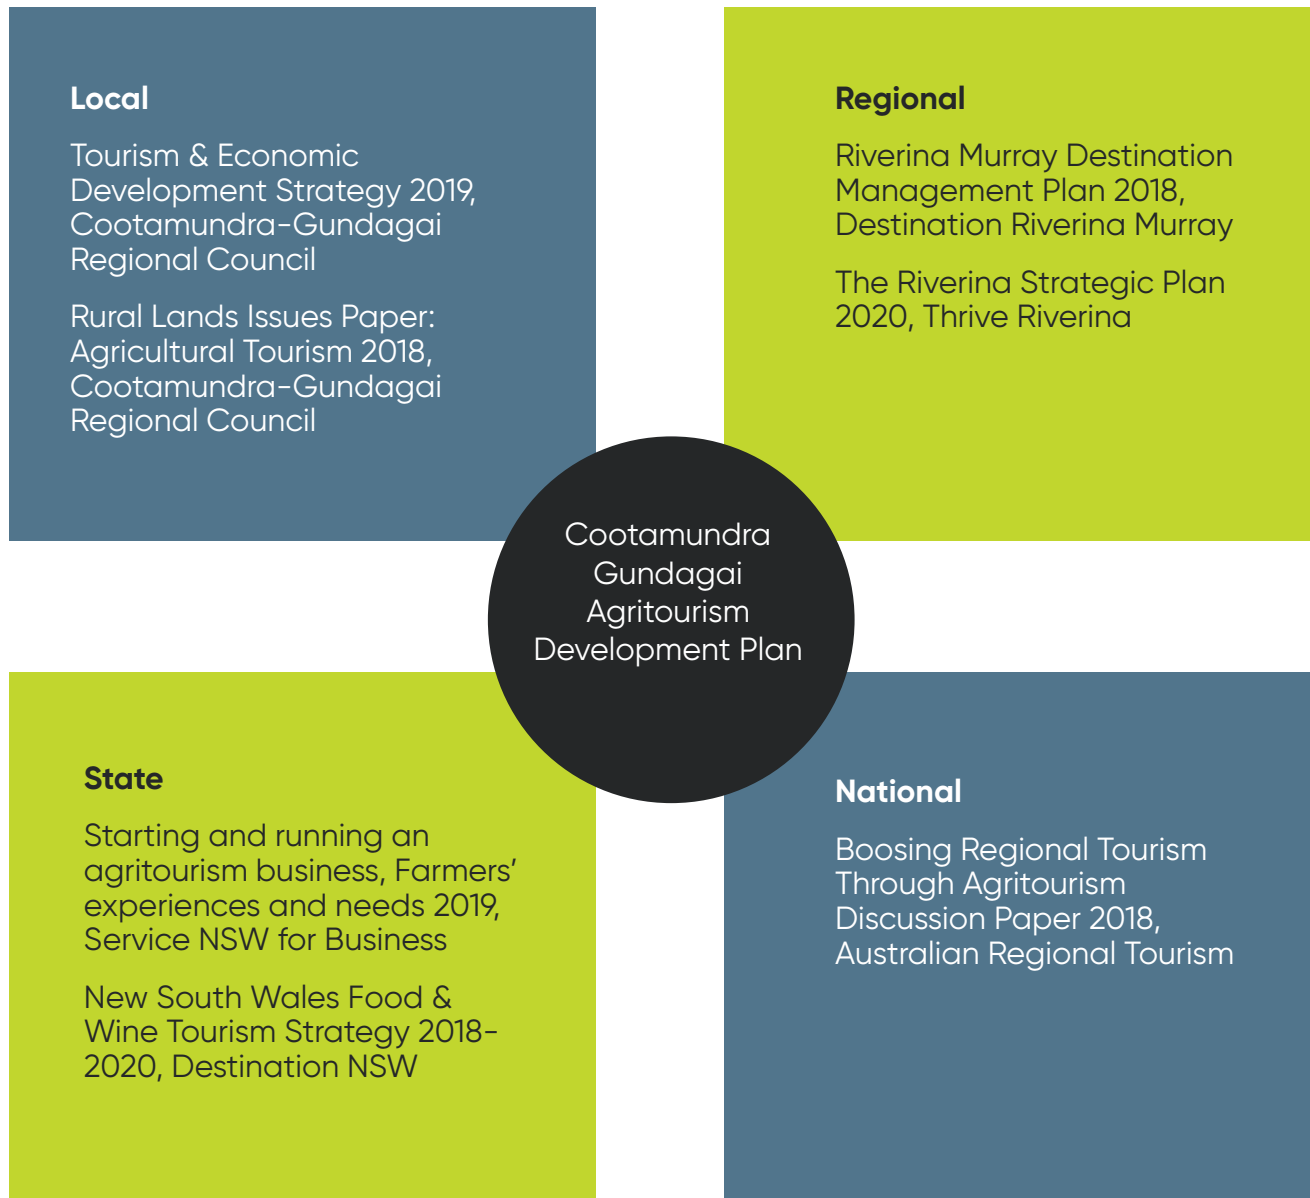 Local
Tourism & Economic
Development Strategy 2019,
Cootamundra-Gundagai
Regional Council
Rural Lands Issues Paper:
Agricultural Tourism 2018,
Cootamundra-Gundagai
Regional Council
Regional
Riverina Murray Destination
Management Plan 2018,
Destination Riverina Murray
The Riverina Strategic Plan
2020, Thrive Riverina
Cootamundra
Gundagai
Agritourism
Development Plan
State
Starting and running an
agritourism business, Farmers’
experiences and needs 2019,
Service NSW for Business
New South Wales Food &
Wine Tourism Strategy 2018-
2020, Destination NSW
National
Boosing Regional Tourism
Through Agritourism
Discussion Paper 2018,
Australian Regional Tourism